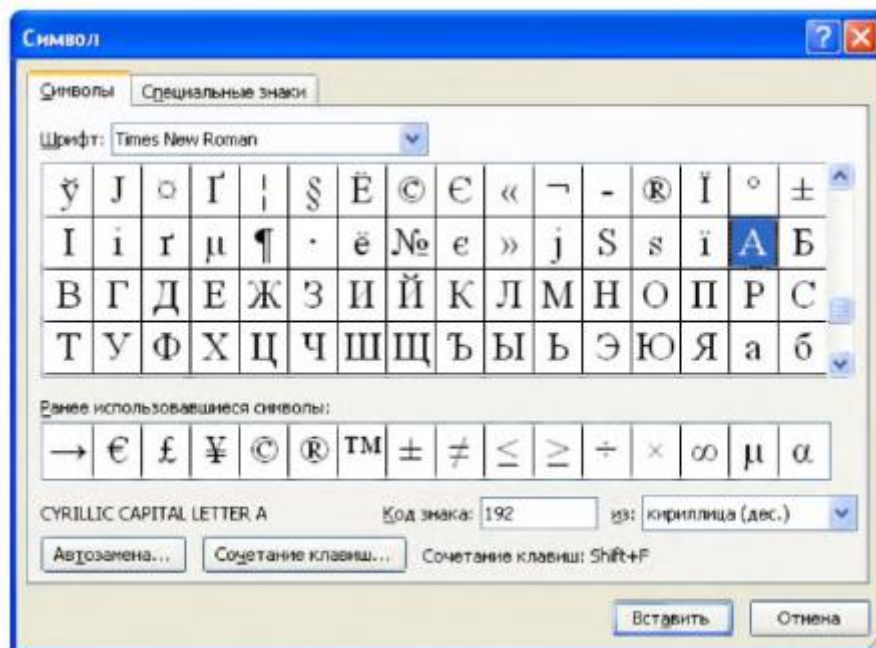 Символ
Символы Специальные знаки
Шрифт: Times New Roman
ў Ј ¤ Ґ ¦ § Ё © Є « ¬ - ® Ї ° ±
І і ґ µ ¶ · ё № є » ј Ѕ ѕ ї А Б
В Г Д Е Ж З И Й К Л М Н О П Р С
Т У Ф Х Ц Ч Ш Щ Ъ Ы Ь Э Ю Я а б
Ранее использовавшиеся символы:
→ € £ ¥ © ® ™ ± ≠ ≤ ≥ ÷ × ∞ µ α
CYRILLIC CAPITAL LETTER A Код знака: 192 из: кириллица (дес.)
Автозамена... Сочетание клавиш... Сочетание клавиш: Shift+F
Вставить Отмена